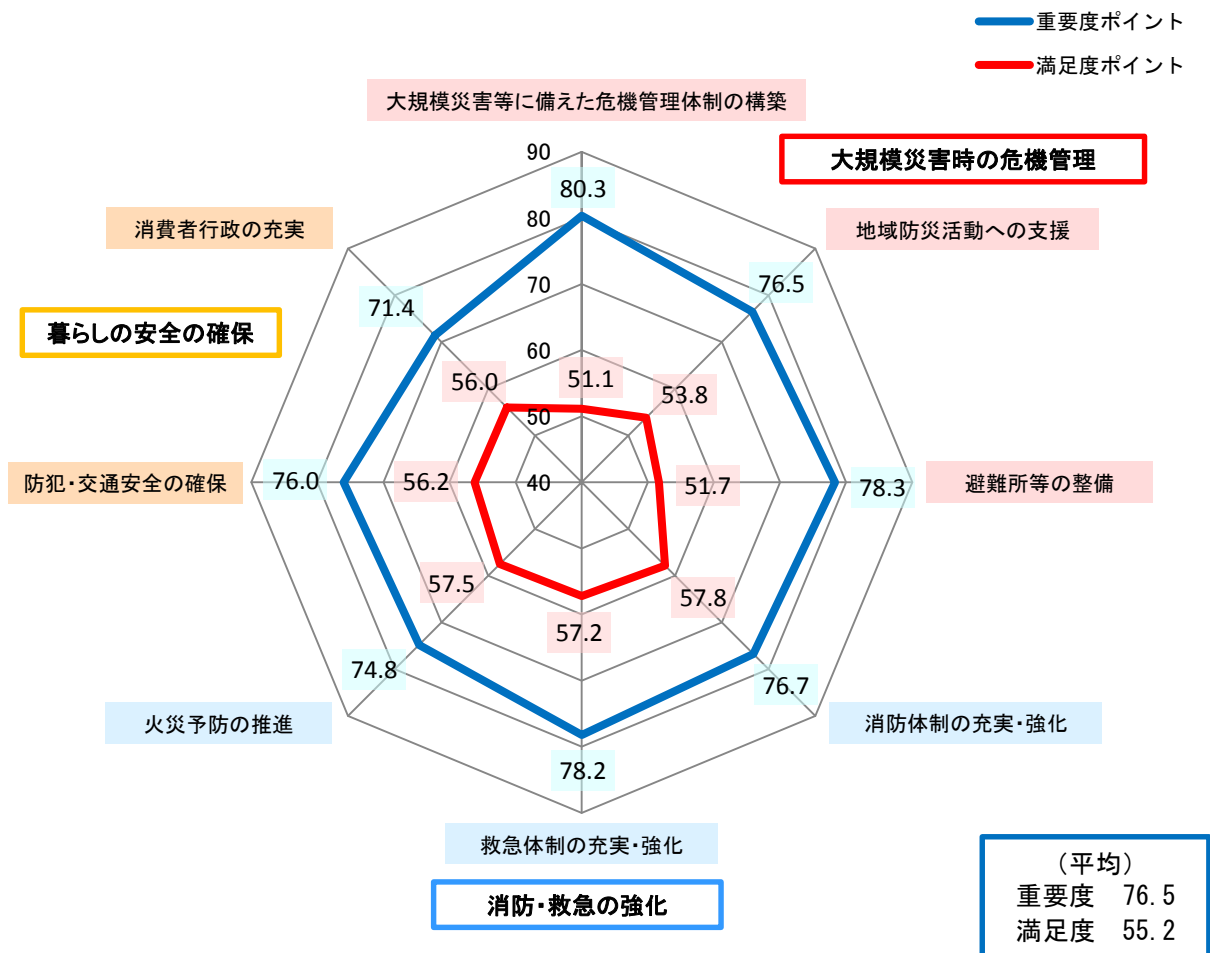 重要度ポイント
満足度ポイント
大規模災害等に備えた危機管理体制の構築
大規模災害時の危機管理
90
80.3
消費者行政の充実
80
地域防災活動への支援
70
76.5
71.4
暮らしの安全の確保
60
51.1
56.0
53.8
50
防犯・交通安全の確保
76.0
56.2
40
51.7
78.3
避難所等の整備
57.5
57.8
57.2
74.8
76.7
火災予防の推進
消防体制の充実・強化
78.2
救急体制の充実・強化
消防・救急の強化
（平均）
重要度 76.5
満足度 55.2